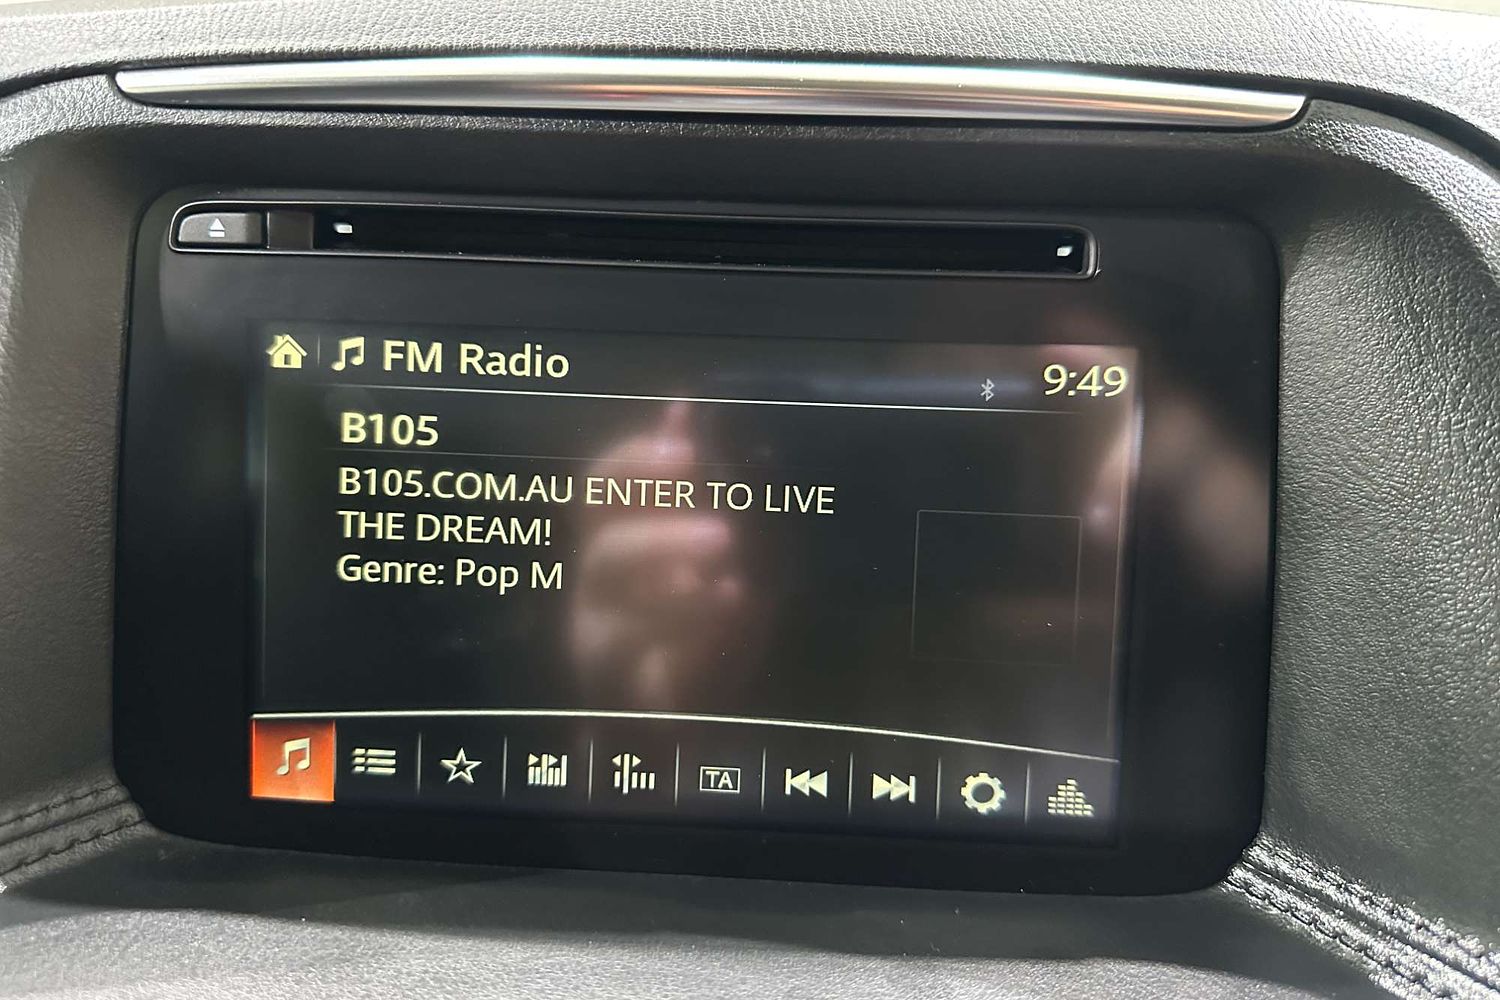 FM Radio
9:49
B105
B105.COM.AU ENTER TO LIVE
THE DREAM!
Genre: Pop M
TA